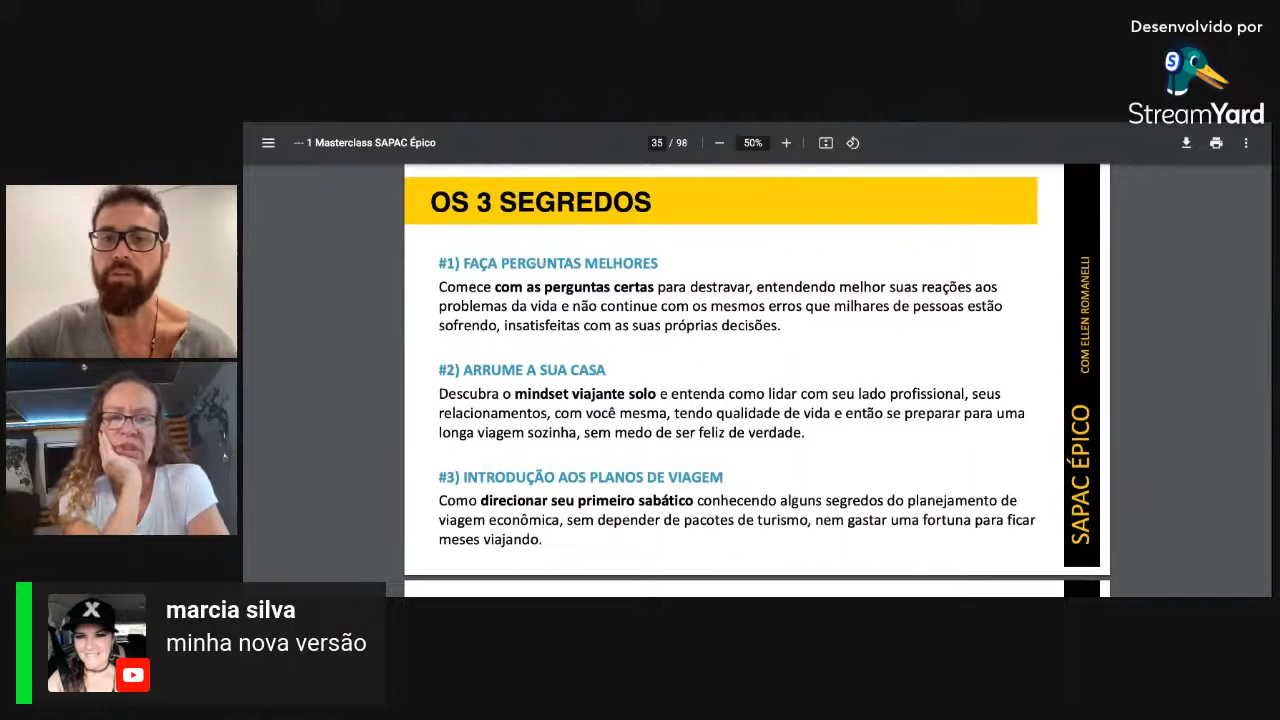 Desenvolvido por
StreamYard
--- 1 Masterclass SAPAC Épico
35 / 98
50%
OS 3 SEGREDOS
#1) FAÇA PERGUNTAS MELHORES
Comece com as perguntas certas para destravar, entendendo melhor suas reações aos
problemas da vida e não continue com os mesmos erros que milhares de pessoas estão
sofrendo, insatisfeitas com as suas próprias decisões.
#2) ARRUME A SUA CASA
Descubra o mindset viajante solo e entenda como lidar com seu lado profissional, seus
relacionamentos, com você mesma, tendo qualidade de vida e então se preparar para uma
longa viagem sozinha, sem medo de ser feliz de verdade.
#3) INTRODUÇÃO AOS PLANOS DE VIAGEM
Como direcionar seu primeiro sabático conhecendo alguns segredos do planejamento de
viagem econômica, sem depender de pacotes de turismo, nem gastar uma fortuna para ficar
meses viajando.
SAPAC ÉPICO
COM ELLEN ROMANELLI
marcia silva
minha nova versão